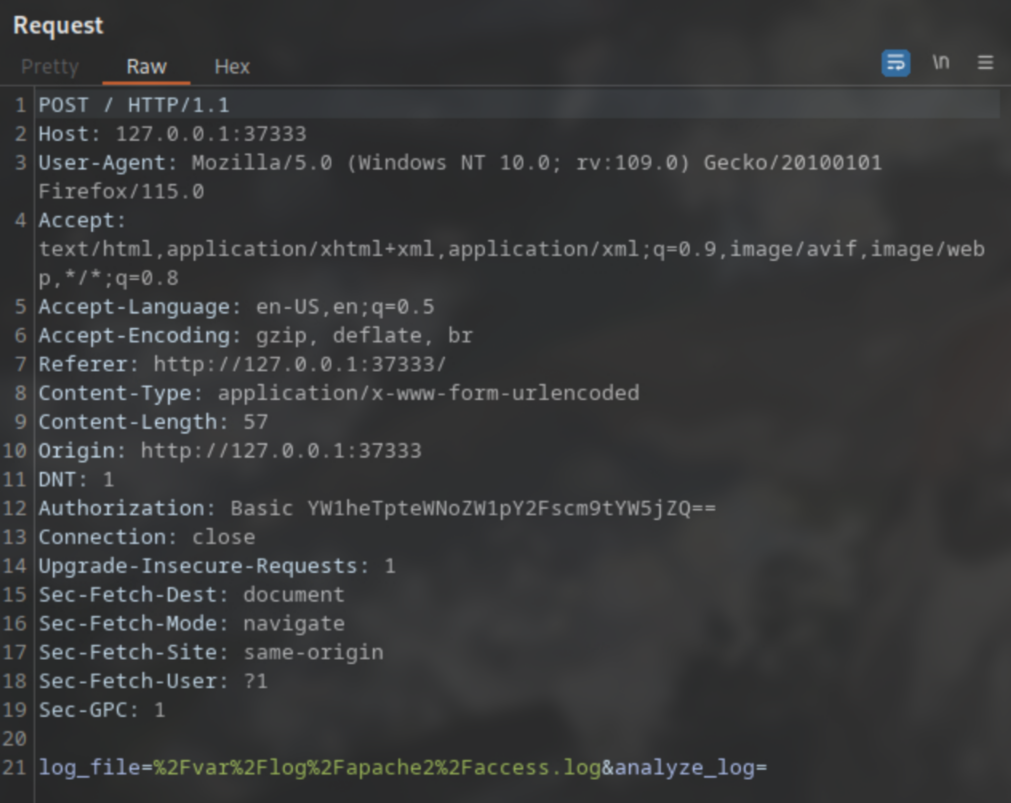 Request
Pretty Raw Hex \n
1 POST / HTTP/1.1
2 Host: 127.0.0.1:37333
3 User-Agent: Mozilla/5.0 (Windows NT 10.0; rv:109.0) Gecko/20100101
Firefox/115.0
4 Accept:
text/html,application/xhtml+xml,application/xml;q=0.9,image/avif,image/web
p,*/*;q=0.8
5 Accept-Language: en-US,en;q=0.5
6 Accept-Encoding: gzip, deflate, br
7 Referer: http://127.0.0.1:37333/
8 Content-Type: application/x-www-form-urlencoded
9 Content-Length: 57
10 Origin: http://127.0.0.1:37333
11 DNT: 1
12 Authorization: Basic YW1heTpteWNoZW1pY2Fscm9tYW5jZQ==
13 Connection: close
14 Upgrade-Insecure-Requests: 1
15 Sec-Fetch-Dest: document
16 Sec-Fetch-Mode: navigate
17 Sec-Fetch-Site: same-origin
18 Sec-Fetch-User: ?1
19 Sec-GPC: 1
20
21 log_file=%2Fvar%2Flog%2Fapache2%2Faccess.log&analyze_log=